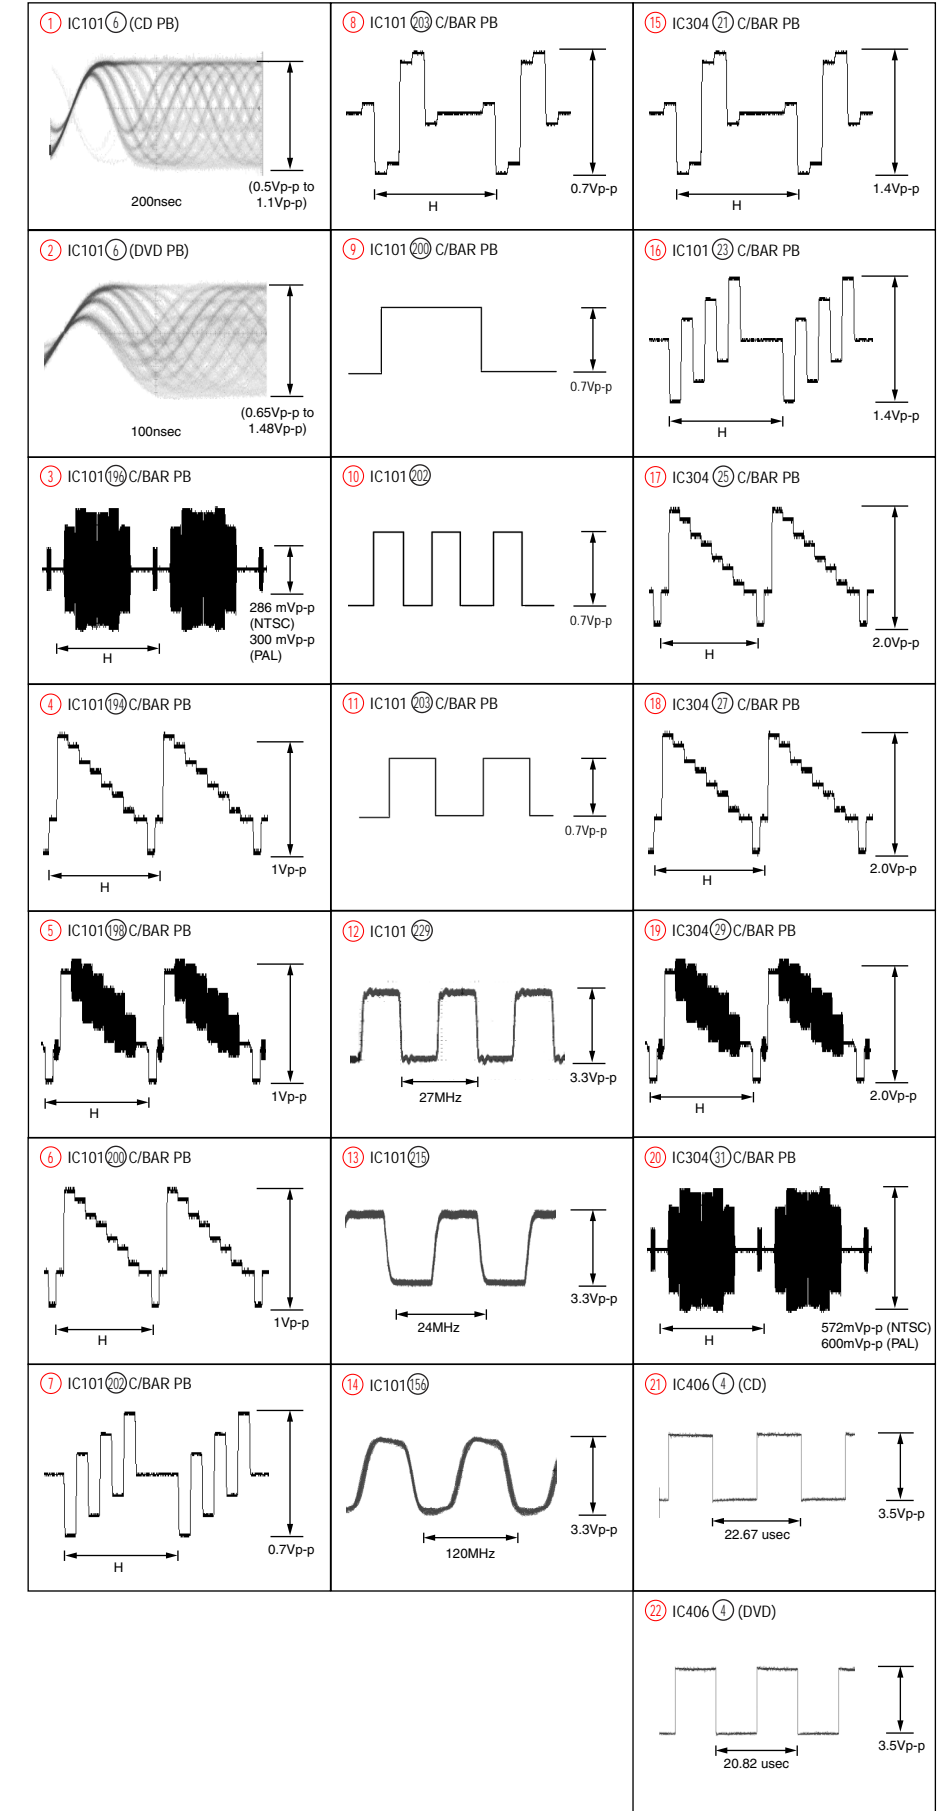 1 IC101 6 (CD PB)
200nsec
(0.5Vp-p to
1.1Vp-p)
2 IC101 6 (DVD PB)
100nsec
(0.65Vp-p to
1.48Vp-p)
3 IC101 196 C/BAR PB
286 mVp-p
(NTSC)
300 mVp-p
(PAL)
H
4 IC101 194 C/BAR PB
1Vp-p
H
5 IC101 198 C/BAR PB
1Vp-p
H
6 IC101 200 C/BAR PB
1Vp-p
H
7 IC101 202 C/BAR PB
0.7Vp-p
H
8 IC101 203 C/BAR PB
0.7Vp-p
H
9 IC101 200 C/BAR PB
0.7Vp-p
10 IC101 202
0.7Vp-p
11 IC101 203 C/BAR PB
0.7Vp-p
12 IC101 229
3.3Vp-p
27MHz
13 IC101 215
3.3Vp-p
24MHz
14 IC101 156
3.3Vp-p
120MHz
15 IC304 21 C/BAR PB
1.4Vp-p
H
16 IC101 23 C/BAR PB
1.4Vp-p
H
17 IC304 25 C/BAR PB
2.0Vp-p
H
18 IC304 27 C/BAR PB
2.0Vp-p
H
19 IC304 29 C/BAR PB
2.0Vp-p
H
20 IC304 31 C/BAR PB
H
572mVp-p (NTSC)
600mVp-p (PAL)
21 IC406 4 (CD)
3.5Vp-p
22.67 usec
22 IC406 4 (DVD)
3.5Vp-p
20.82 usec